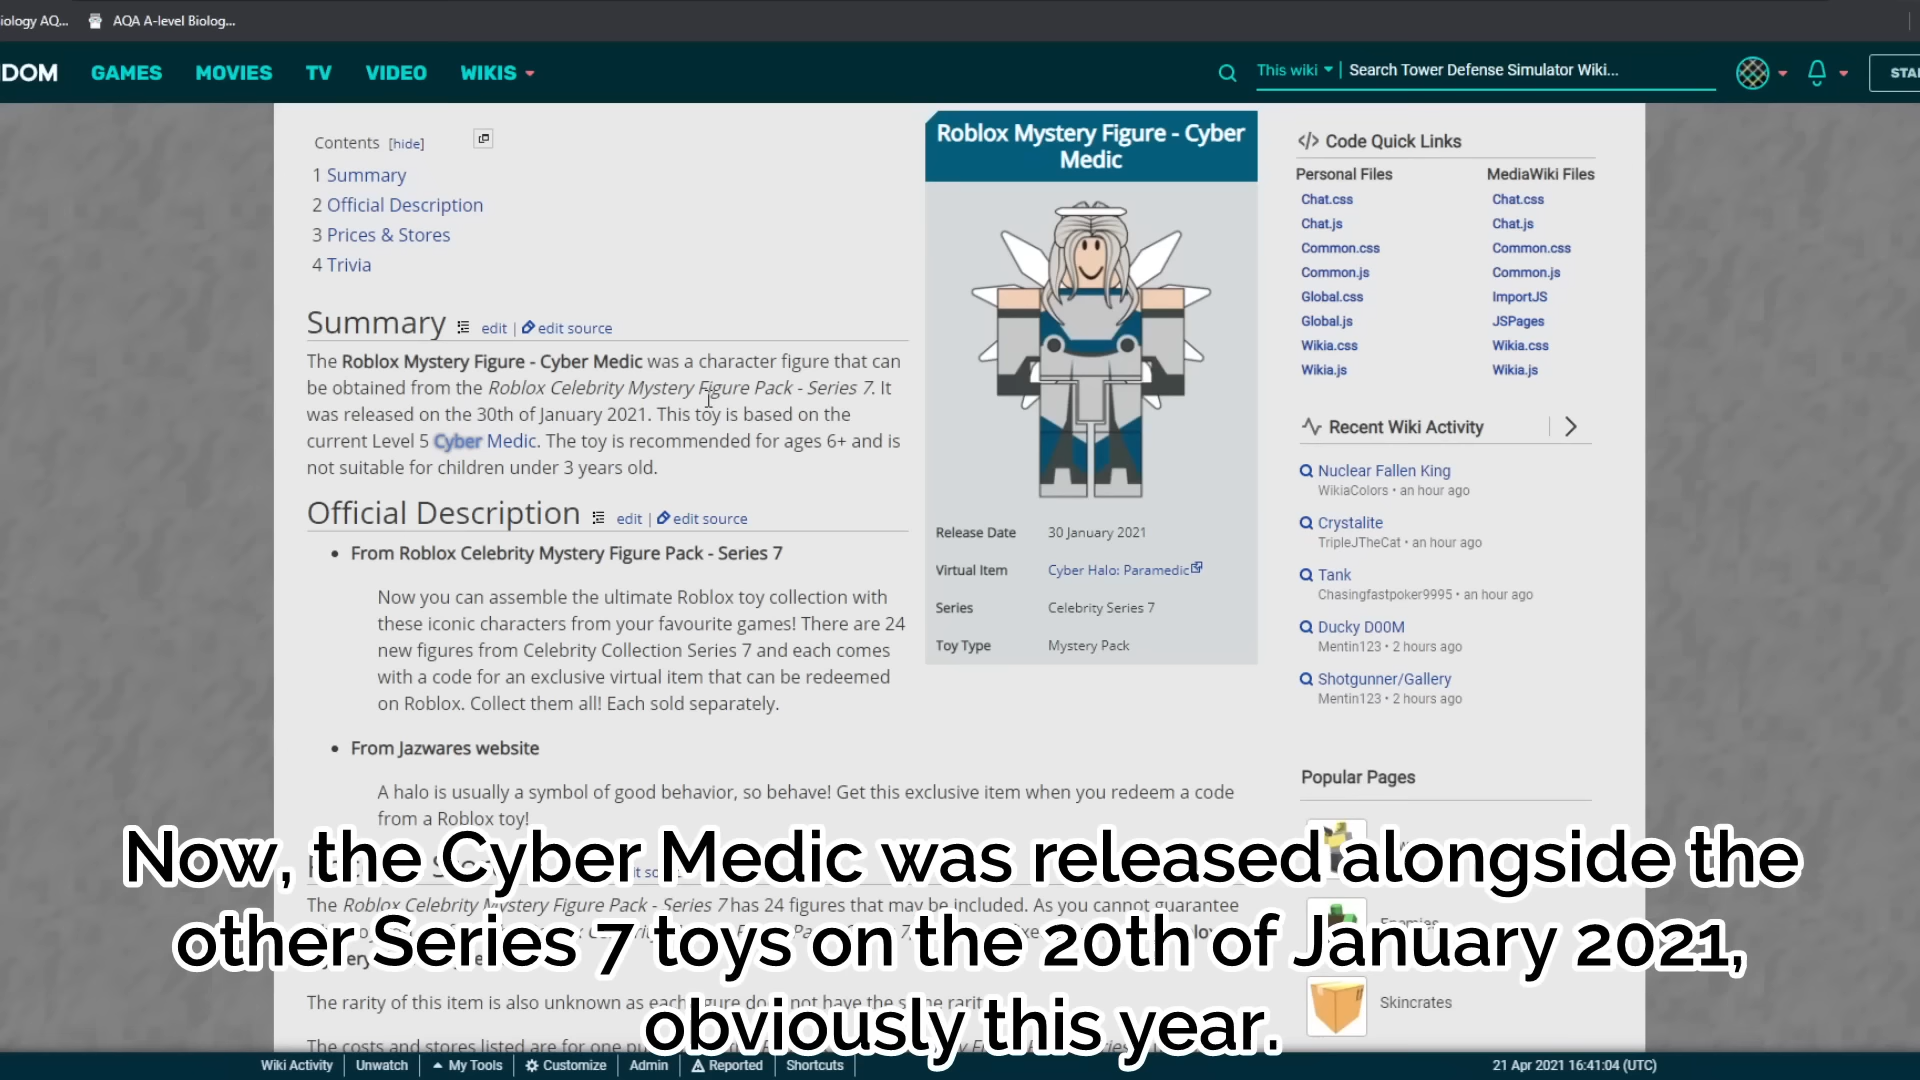 iology AQ... AQA A-level Biolog...
DOM GAMES MOVIES TV VIDEO WIKIS This wiki Search Tower Defense Simulator Wiki... STA
Contents [hide]
1 Summary
2 Official Description
3 Prices & Stores
4 Trivia
Summary edit | edit source
The Roblox Mystery Figure - Cyber Medic was a character figure that can
be obtained from the Roblox Celebrity Mystery Figure Pack - Series 7. It
was released on the 30th of January 2021. This toy is based on the
current Level 5 Cyber Medic. The toy is recommended for ages 6+ and is
not suitable for children under 3 years old.
Official Description edit | edit source
• From Roblox Celebrity Mystery Figure Pack - Series 7
Now you can assemble the ultimate Roblox toy collection with
these iconic characters from your favourite games! There are 24
new figures from Celebrity Collection Series 7 and each comes
with a code for an exclusive virtual item that can be redeemed
on Roblox. Collect them all! Each sold separately.
• From Jazwares website
A halo is usually a symbol of good behavior, so behave! Get this exclusive item when you redeem a code
from a Roblox toy!
The Roblox Celebrity Mystery Figure Pack - Series 7 has 24 figures that may be included. As you cannot guarantee
The rarity of this item is also unknown as each figure does not have the same
The costs and stores listed are for one
Roblox Mystery Figure - Cyber
Medic
Release Date 30 January 2021
Virtual Item Cyber Halo: Paramedic
Series Celebrity Series 7
Toy Type Mystery Pack
</> Code Quick Links
Personal Files MediaWiki Files
Chat.css Chat.css
Chat.js Chat.js
Common.css Common.css
Common.js Common.js
Global.css ImportJS
Global.js JSPages
Wikia.css Wikia.css
Wikia.js Wikia.js
Recent Wiki Activity
Nuclear Fallen King
WikiaColors • an hour ago
Crystalite
TripleJTheCat • an hour ago
Tank
Chasingfastpoker9995 • an hour ago
Ducky D00M
Mentin123 • 2 hours ago
Shotgunner/Gallery
Mentin123 • 2 hours ago
Popular Pages
Enemies
Skincrates
Now, the Cyber Medic was released alongside the
other Series 7 toys on the 20th of January 2021,
obviously this year.
Wiki Activity Unwatch My Tools Customize Admin Reported Shortcuts 21 Apr 2021 16:41:04 (UTC)